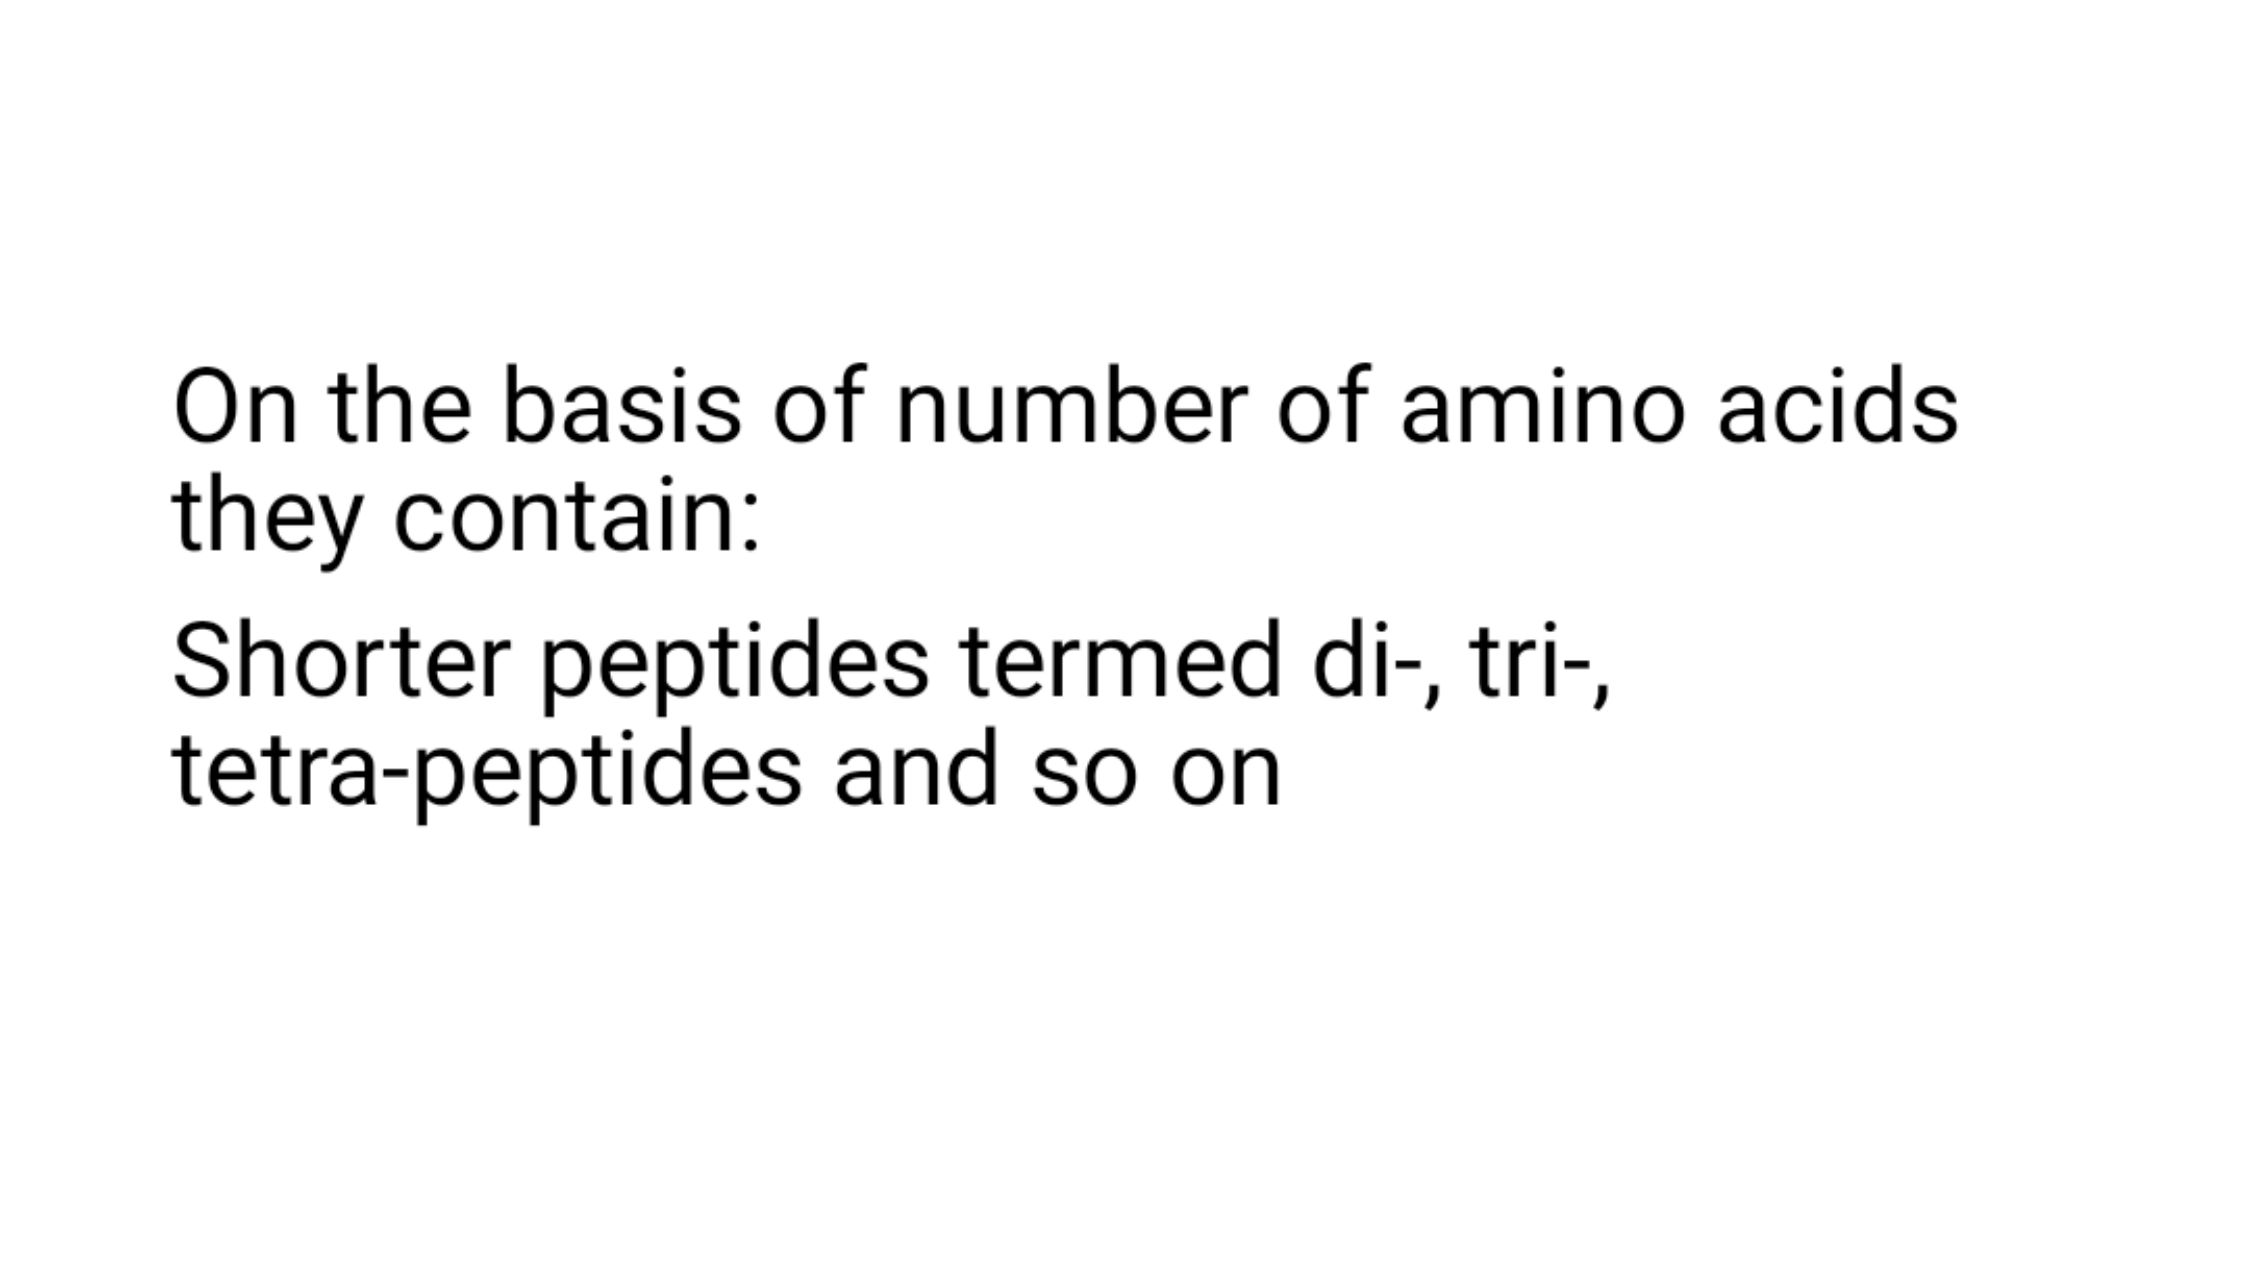 On the basis of number of amino acids
they contain:
Shorter peptides termed di-, tri-,
tetra-peptides and so on